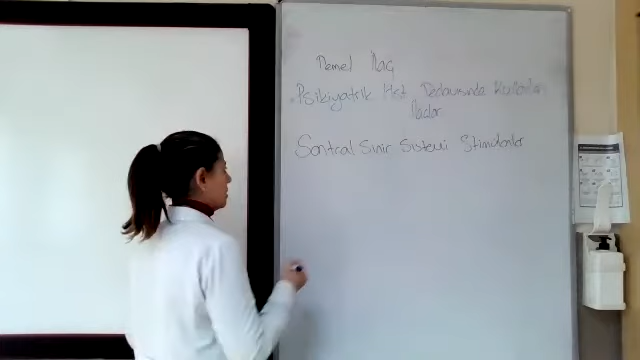 Temel İlaç
Psikiyatrik Hst Tedavisinde Kullanılan
İlaçlar
Santral Sinir Sistemi Stimulanları